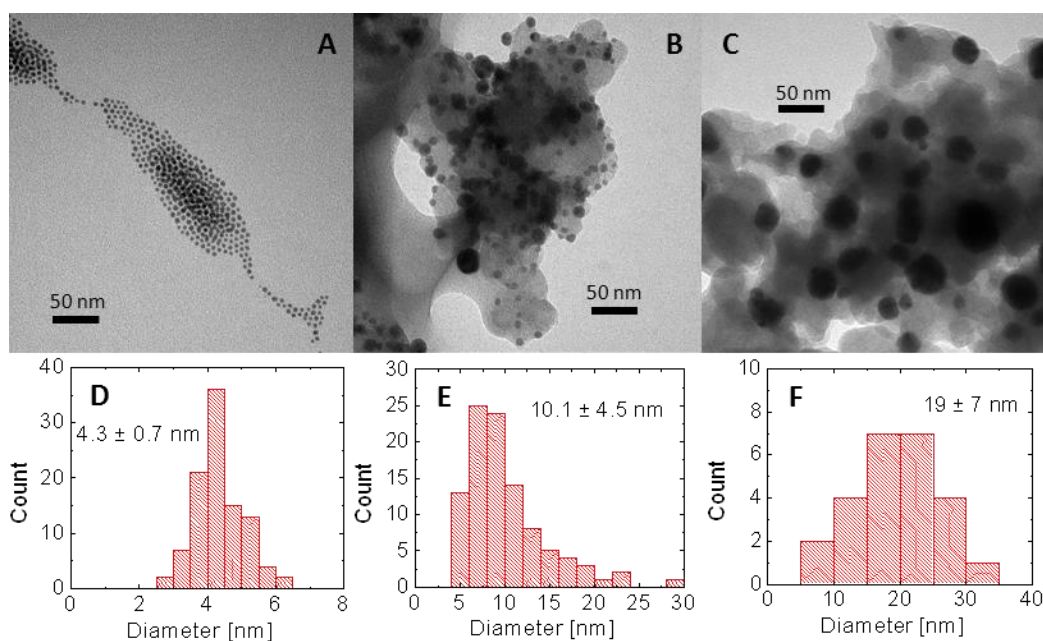 A
50 nm
B
50 nm
C
50 nm
D
4.3 ± 0.7 nm
Count
40
30
20
10
0
0 2 4 6 8
Diameter [nm]
E
10.1 ± 4.5 nm
Count
30
25
20
15
10
5
0
5 10 15 20 25 30
Diameter [nm]
F
19 ± 7 nm
Count
10
8
6
4
2
0
0 10 20 30 40
Diameter [nm]